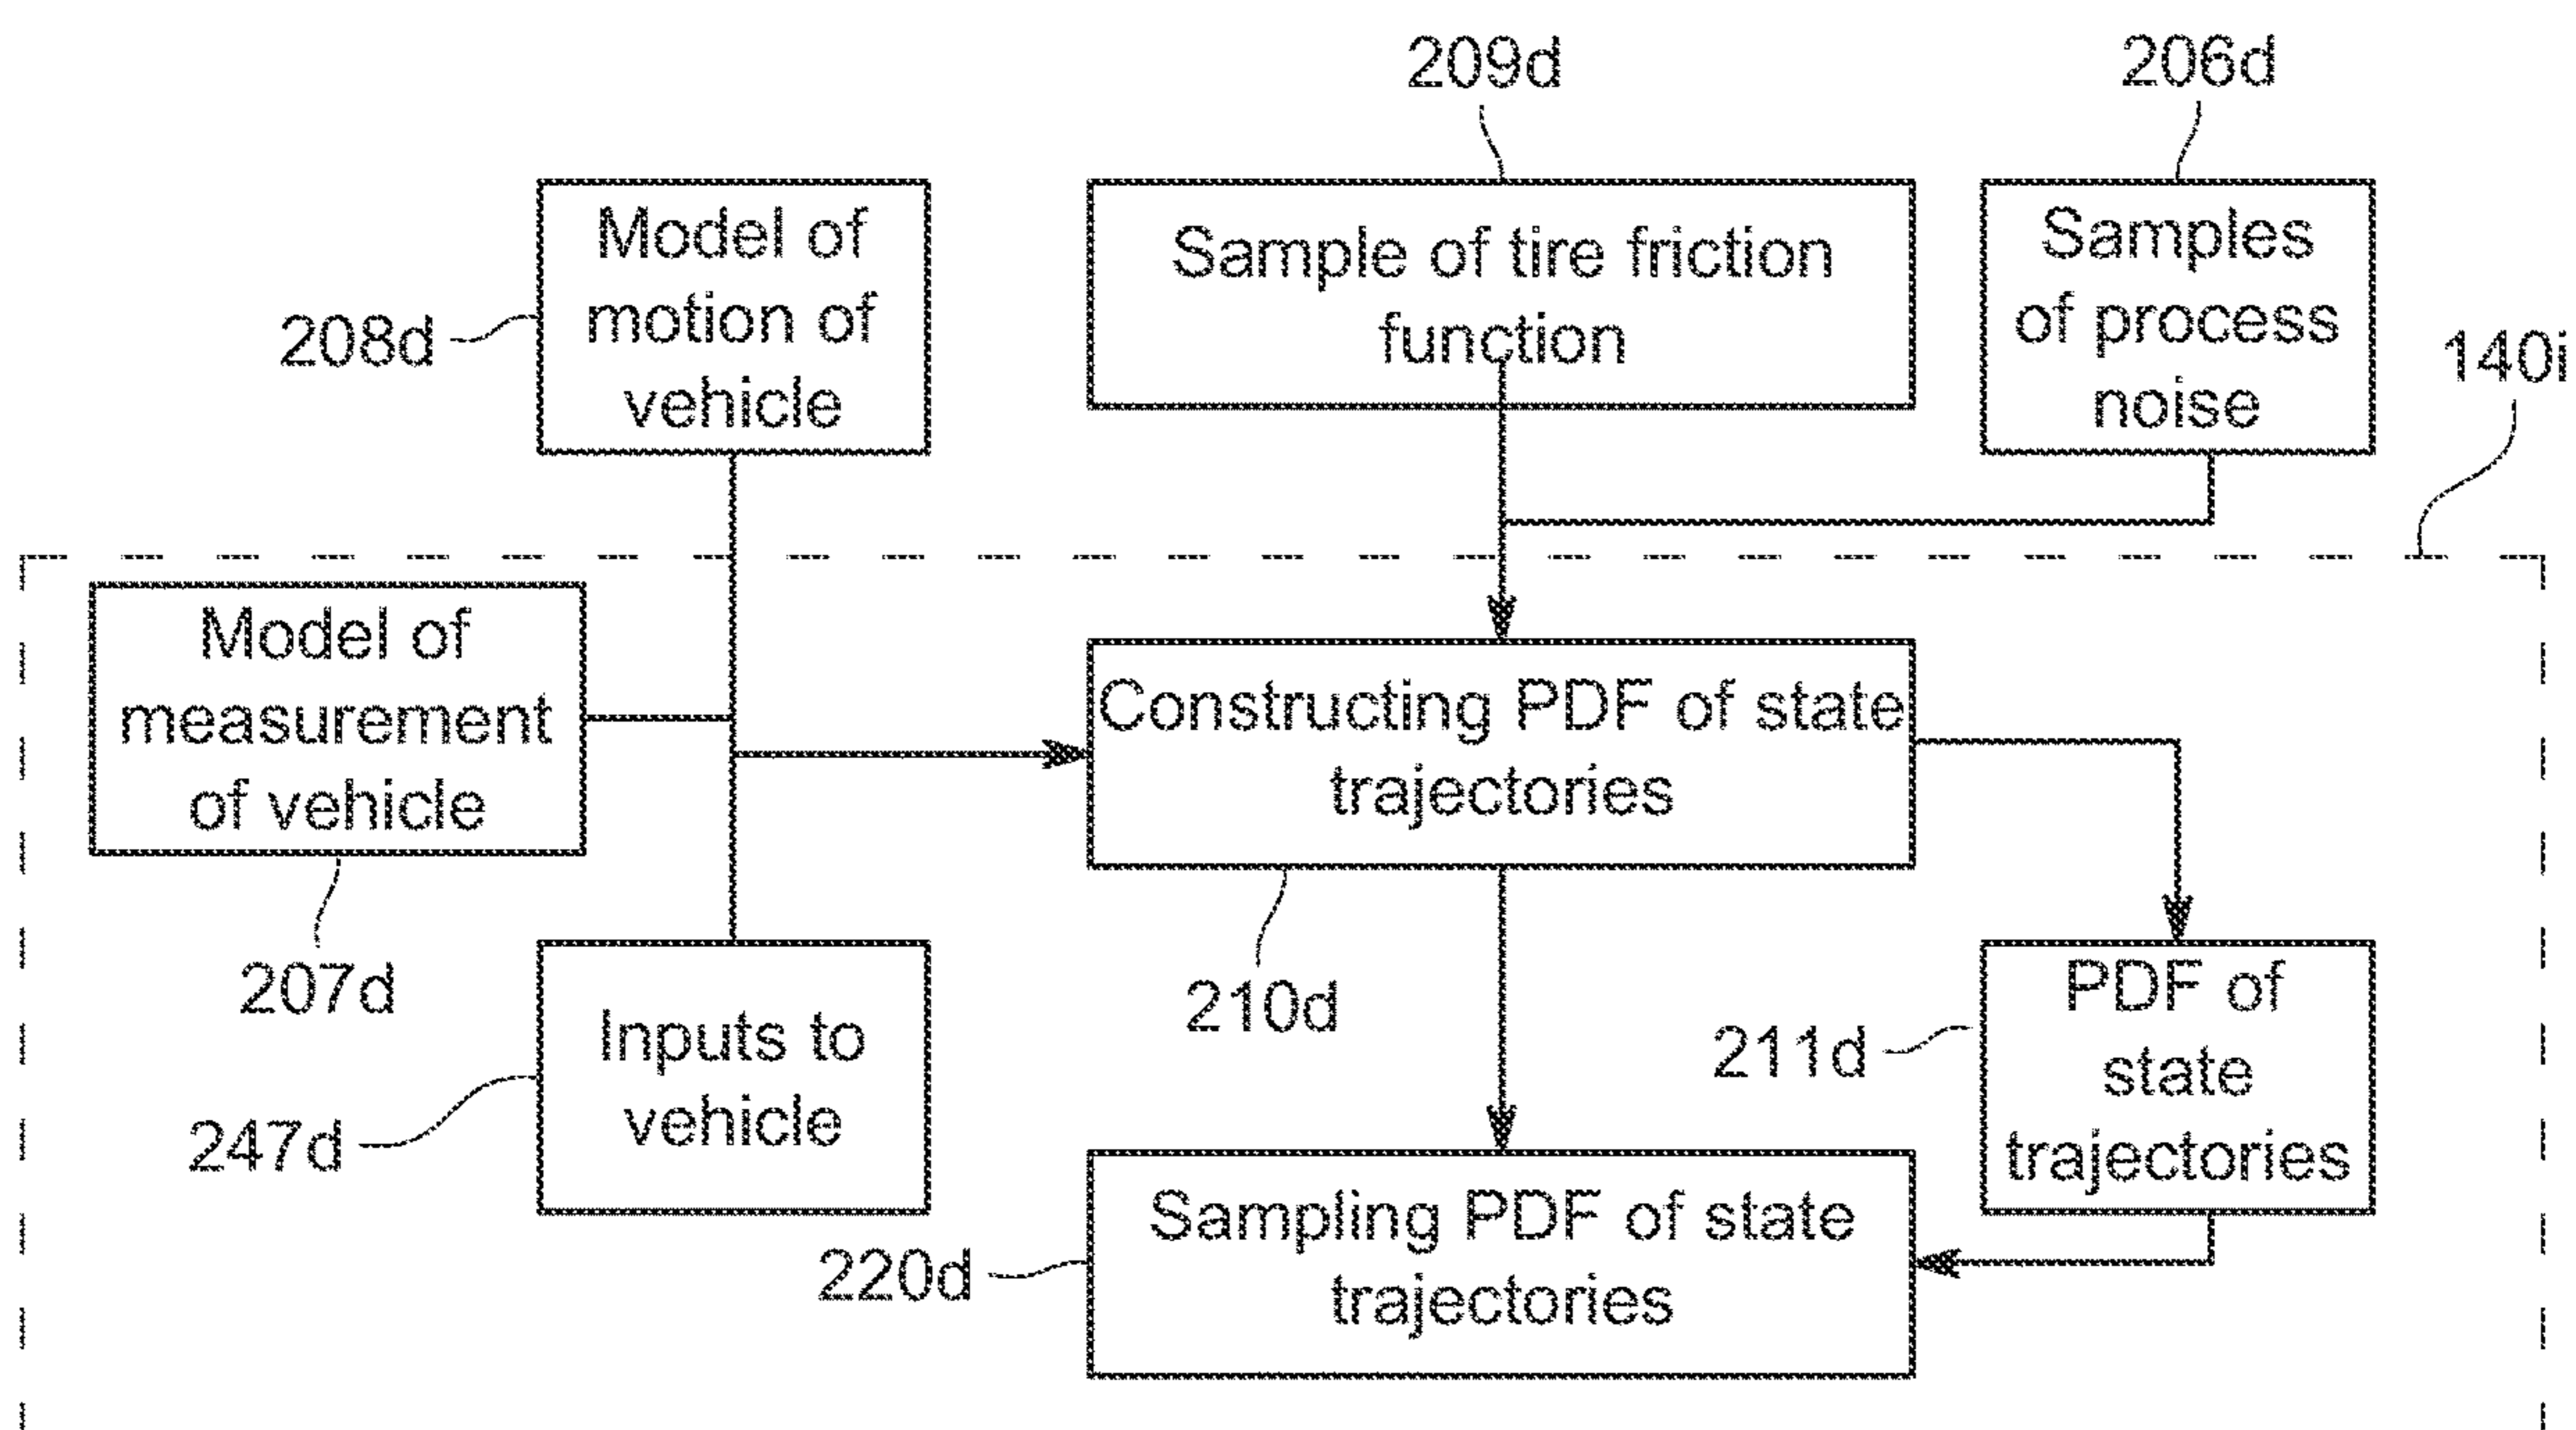 209d
206d
Model of
motion of
vehicle
208d
Sample of tire friction
function
Samples
of process
noise
140i
Model of
measurement
of vehicle
207d
Constructing PDF of state
trajectories
210d
Inputs to
vehicle
247d
PDF of
state
trajectories
211d
Sampling PDF of state
trajectories
220d